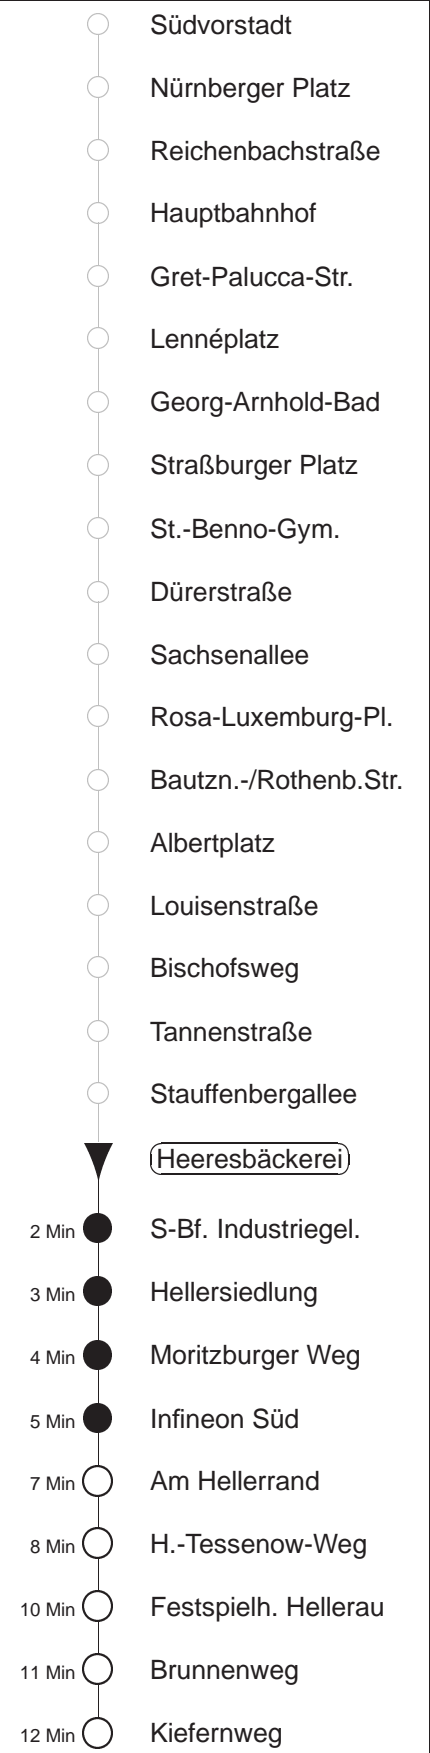 Südvorstadt
Nürnberger Platz
Reichenbachstraße
Hauptbahnhof
Gret-Palucca-Str.
Lennéplatz
Georg-Arnhold-Bad
Straßburger Platz
St.-Benno-Gym.
Dürerstraße
Sachsenallee
Rosa-Luxemburg-Pl.
Bautzn.-/Rothenb.Str.
Albertplatz
Louisenstraße
Bischofsweg
Tannenstraße
Stauffenbergallee
Heeresbäckerei
2 Min S-Bf. Industriegel.
3 Min Hellersiedlung
4 Min Moritzburger Weg
5 Min Infineon Süd
7 Min Am Hellerrand
8 Min H.-Tessenow-Weg
10 Min Festspielh. Hellerau
11 Min Brunnenweg
12 Min Kiefernweg